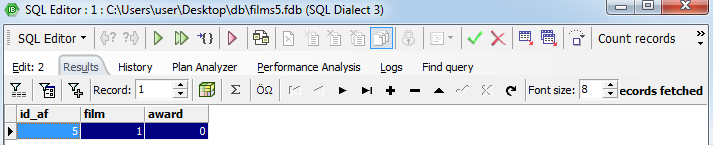 SQL Editor : 1 : C:\Users\user\Desktop\db\films5.fdb (SQL Dialect 3)
SQL Editor Count records
Edit: 2 Results History Plan Analyzer Performance Analysis Logs Find query
Record: 1 Σ ÖΩ Font size: 8 ecords fetched
id_af film award
5 1 0